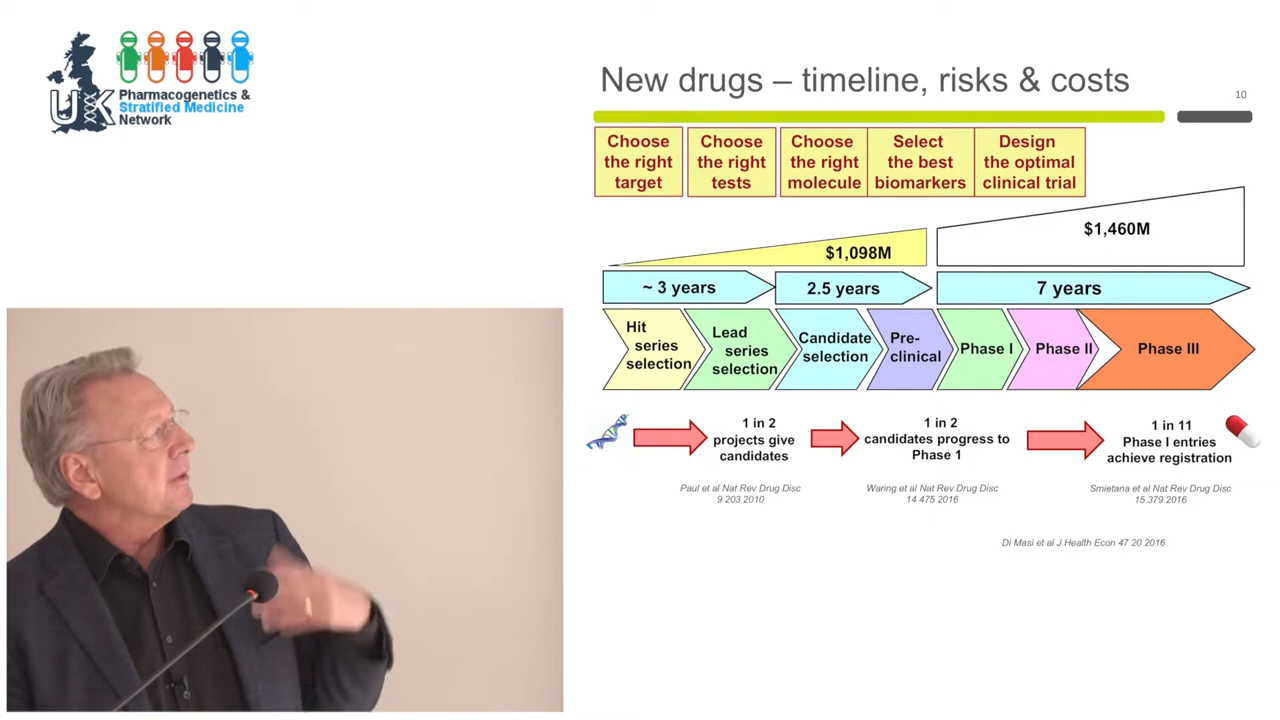 UK
Pharmacogenetics &
Stratified Medicine
Network
New drugs – timeline, risks & costs
10
Choose
the right
target
Choose
the right
tests
Choose
the right
molecule
Select
the best
biomarkers
Design
the optimal
clinical trial
$1,098M
$1,460M
~ 3 years
2.5 years
7 years
Hit
series
selection
Lead
series
selection
Candidate
selection
Pre-
clinical
Phase I
Phase II
Phase III
1 in 2
projects give
candidates
1 in 2
candidates progress to
Phase 1
1 in 11
Phase I entries
achieve registration
Paul et al Nat Rev Drug Disc
9 203 2010
Waring et al Nat Rev Drug Disc
14 475 2016
Smietana et al Nat Rev Drug Disc
15 379 2016
Di Masi et al J Health Econ 47 20 2016